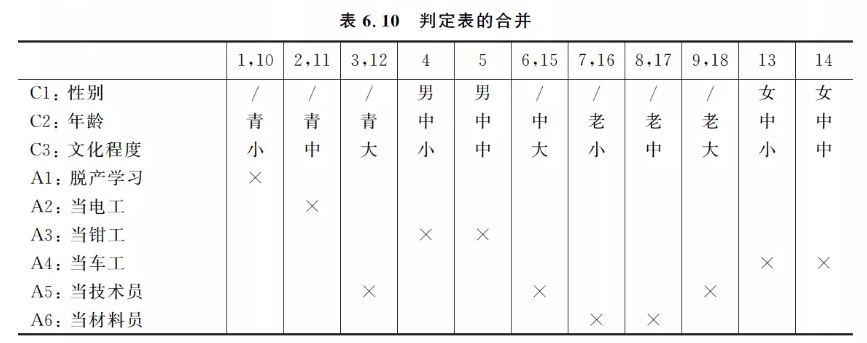 表 6.10 判定表的合并
1,10 2,11 3,12 4 5 6,15 7,16 8,17 9,18 13 14
C1: 性别 / / / 男 男 / / / / 女 女
C2: 年龄 青 青 青 中 中 中 老 老 老 中 中
C3: 文化程度 小 中 大 小 中 大 小 中 大 小 中
A1: 脱产学习 ×
A2: 当电工 ×
A3: 当钳工 × ×
A4: 当车工 × ×
A5: 当技术员 × × ×
A6: 当材料员 × ×